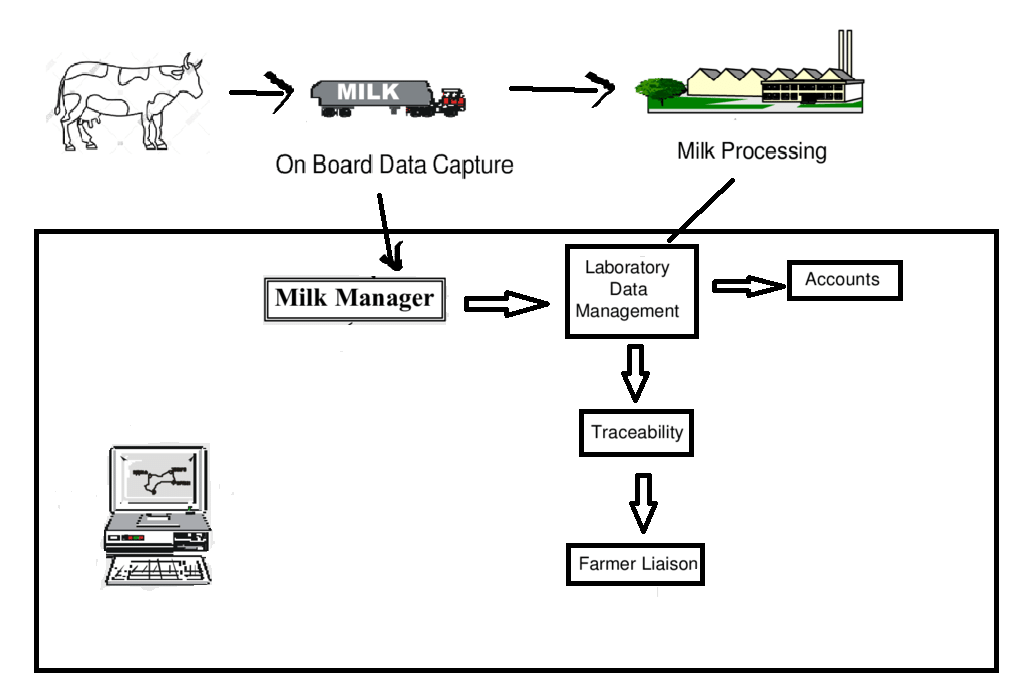 MILK
On Board Data Capture
Milk Processing
Milk Manager
Laboratory
Data
Management
Accounts
Traceability
Farmer Liaison